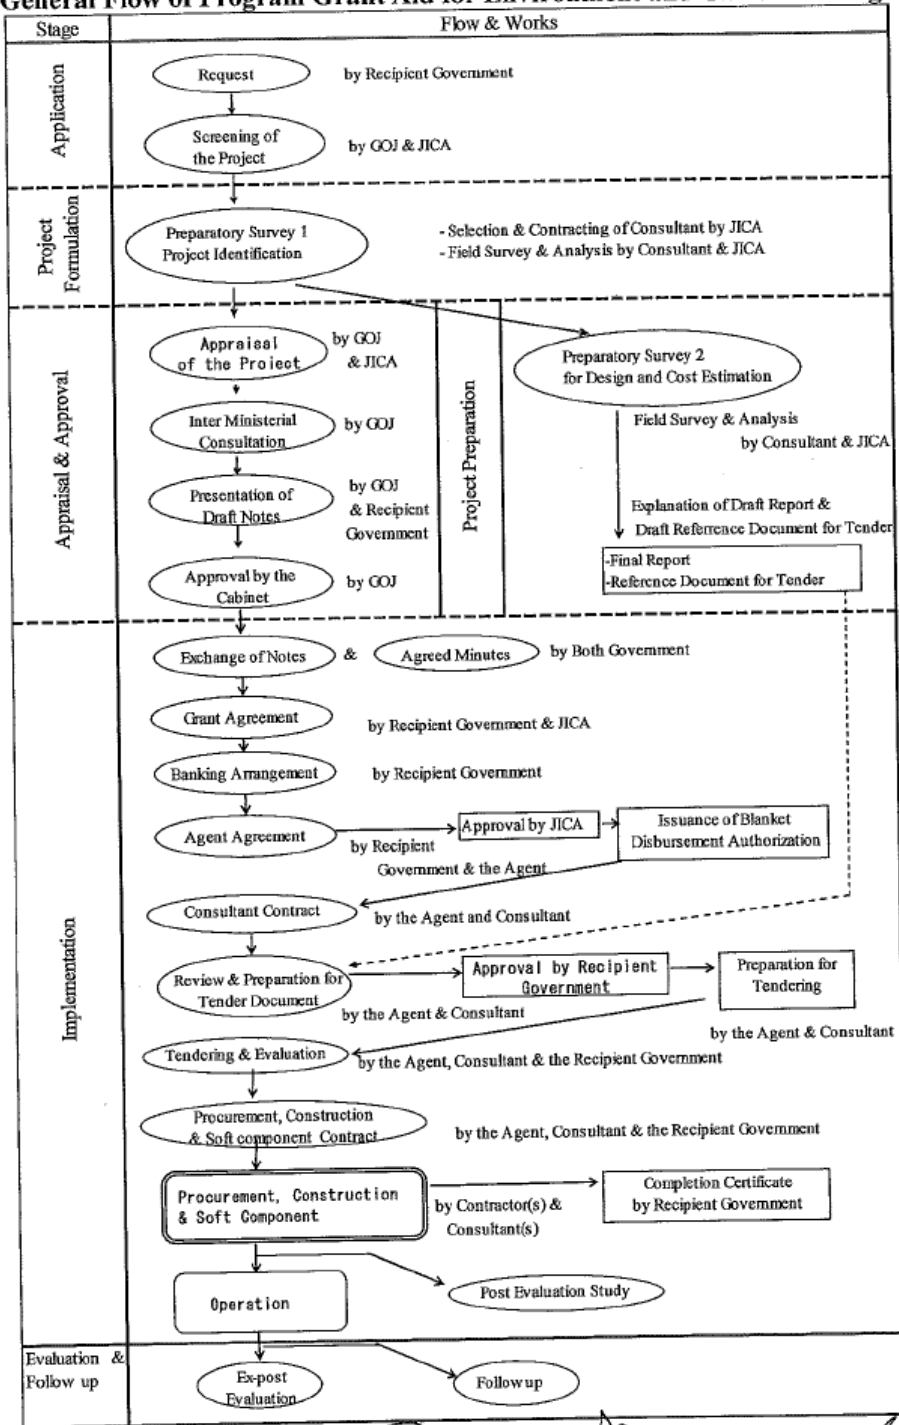 General Flow of Program Grant Aid for Environment and
Stage
Flow & Works
Application
Request
by Recipient Government
Screening of
the Project
by GOJ & JICA
Project
Formulation
Preparatory Survey 1
Project Identification
- Selection & Contracting of Consultant by JICA
- Field Survey & Analysis by Consultant & JICA
Appraisal & Approval
Appraisal
of the Project
by GOJ
& JICA
Inter Ministerial
Consultation
by GOJ
Presentation of
Draft Notes
by GOJ
& Recipient
Government
Approval by the
Cabinet
by GOJ
Project Preparation
Preparatory Survey 2
for Design and Cost Estimation
Field Survey & Analysis
by Consultant & JICA
Explanation of Draft Report &
Draft Referrence Document for Tender
-Final Report
-Reference Document for Tender
Implementation
Exchange of Notes
&
Agreed Minutes
by Both Government
Grant Agreement
by Recipient Government & JICA
Banking Arrangement
by Recipient Government
Agent Agreement
by Recipient
Government & the Agent
Approval by JICA
Issuance of Blanket
Disbursement Authorization
Consultant Contract
by the Agent and Consultant
Review & Preparation for
Tender Document
by the Agent & Consultant
Approval by Recipient
Government
Preparation for
Tendering
by the Agent & Consultant
Tendering & Evaluation
by the Agent, Consultant & the Recipient Government
Procurement, Construction
& Soft component Contract
by the Agent, Consultant & the Recipient Government
Procurement, Construction
& Soft Component
by Contractor(s) &
Consultant(s)
Completion Certificate
by Recipient Government
Operation
Post Evaluation Study
Evaluation &
Follow up
Ex-post
Evaluation
Follow up